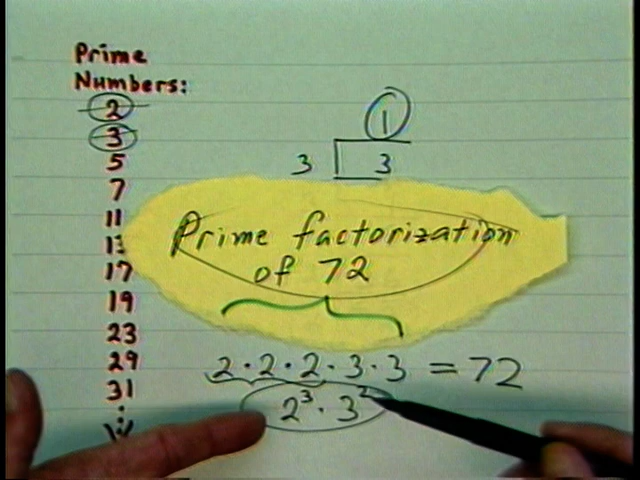 Prime
Numbers:
2
3
5
7
11
13
17
19
23
29
31
1
3 3
Prime factorization
of 72
2 · 2 · 2 · 3 · 3 = 72
2³ · 3²